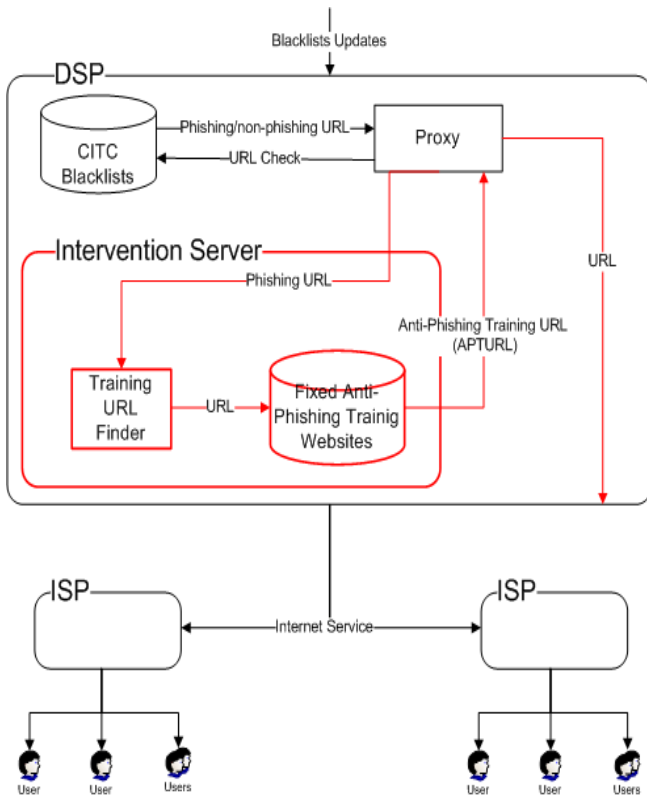 Blacklists Updates
DSP
Phishing/non-phishing URL
Proxy
CITC
Blacklists
URL Check
Intervention Server
Phishing URL
URL
Anti-Phishing Training URL
(APTURL)
Training
URL
Finder
URL
Fixed Anti-
Phishing Trainig
Websites
ISP
ISP
Internet Service
User
User
Users
User
User
Users